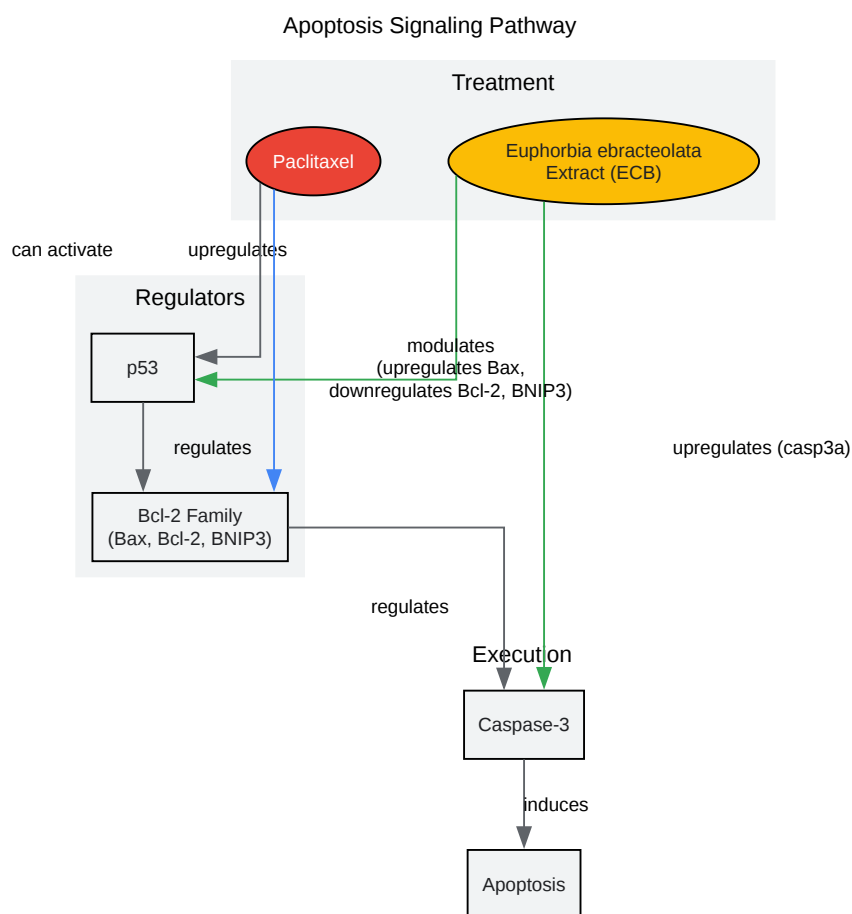 Apoptosis Signaling Pathway
Treatment
Paclitaxel
Euphorbia ebracteolata
Extract (ECB)
can activate
upregulates
Regulators
p53
modulates
(upregulates Bax,
downregulates Bcl-2, BNIP3)
regulates
upregulates (casp3a)
Bcl-2 Family
(Bax, Bcl-2, BNIP3)
regulates
Execution
Caspase-3
induces
Apoptosis